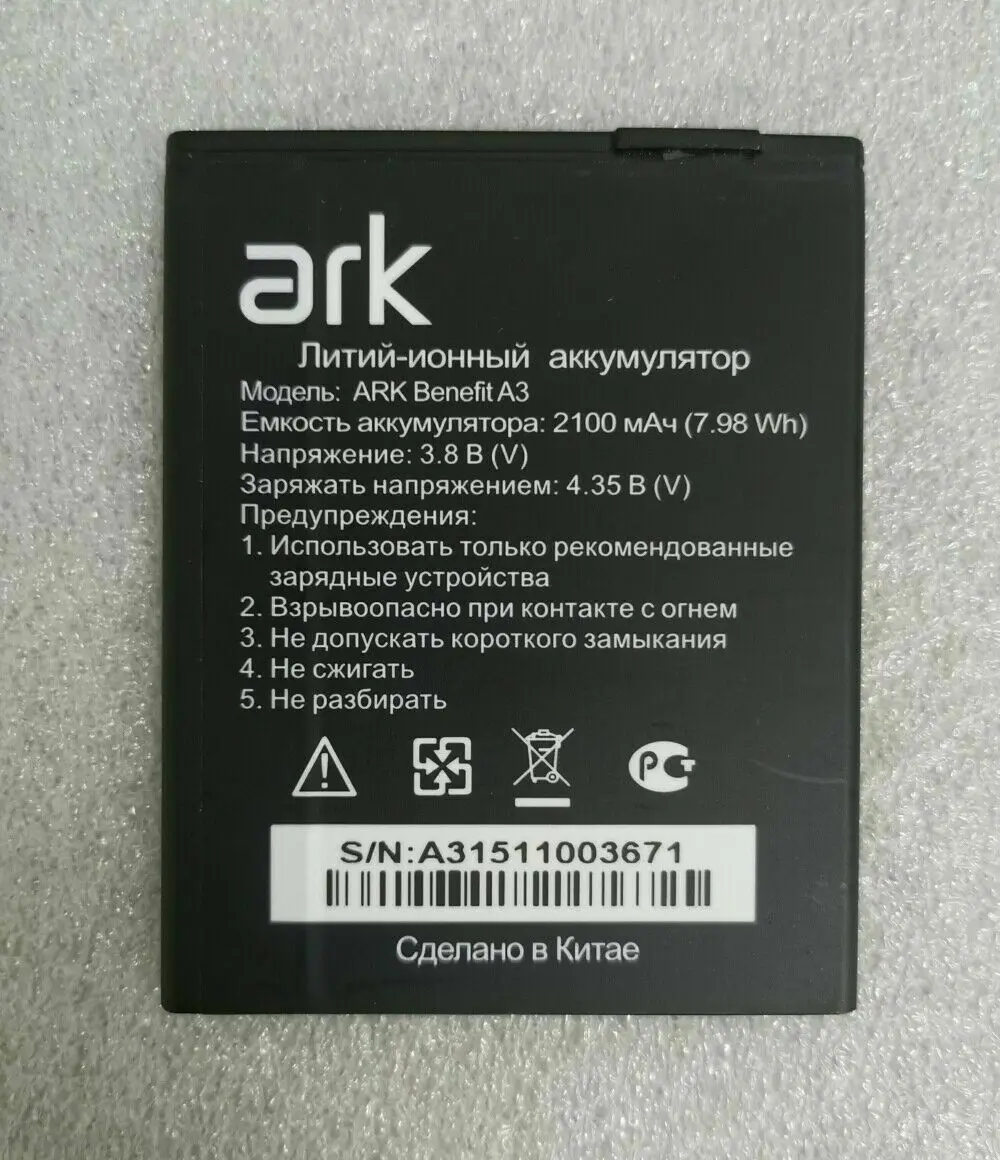 ark
Литий-ионный аккумулятор
Модель: ARK Benefit A3
Емкость аккумулятора: 2100 мАч (7.98 Wh)
Напряжение: 3.8 В (V)
Заряжать напряжением: 4.35 В (V)
Предупреждения:
1. Использовать только рекомендованные
зарядные устройства
2. Взрывоопасно при контакте с огнем
3. Не допускать короткого замыкания
4. Не сжигать
5. Не разбирать
РСТ
S/N:A31511003671
Сделано в Китае